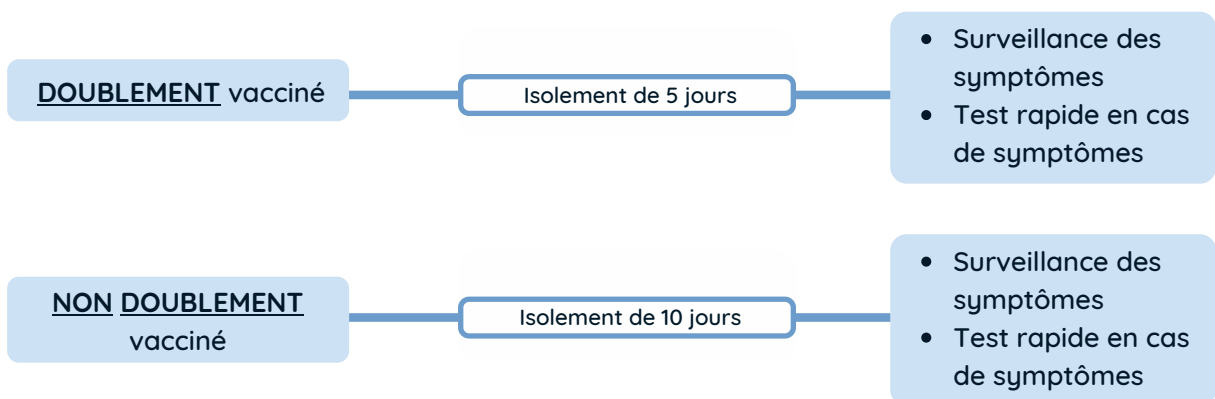 DOUBLEMENT vacciné
Isolement de 5 jours
• Surveillance des
symptômes
• Test rapide en cas
de symptômes
NON DOUBLEMENT
vacciné
Isolement de 10 jours
• Surveillance des
symptômes
• Test rapide en cas
de symptômes